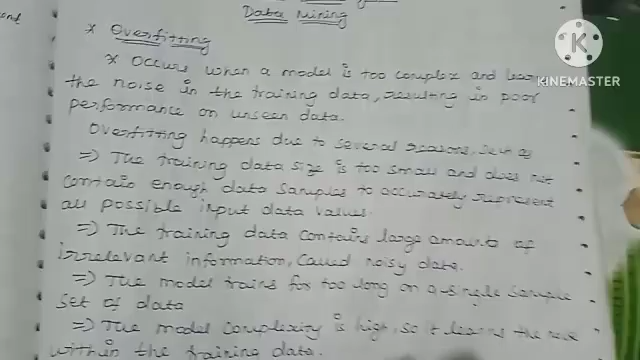 Data Mining
* Overfitting
* Occurs when a model is too complex and
the noise in the training data, resulting in poor
performance on unseen data.
Overfitting happens due to several reasons, such as
=> The training data size is too small and does not
contain enough data samples to accurately represent
all possible input data values.
=> The training data contains large amounts of
irrelevant information, called noisy data.
=> The model trains for too long on a single sample
set of data
=> The model complexity is high, so it learns the
within the training data.
KINEMASTER